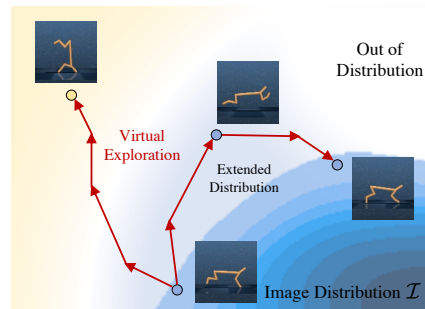 Out of
Distribution
Virtual
Exploration
Extended
Distribution
Image Distribution ℐ